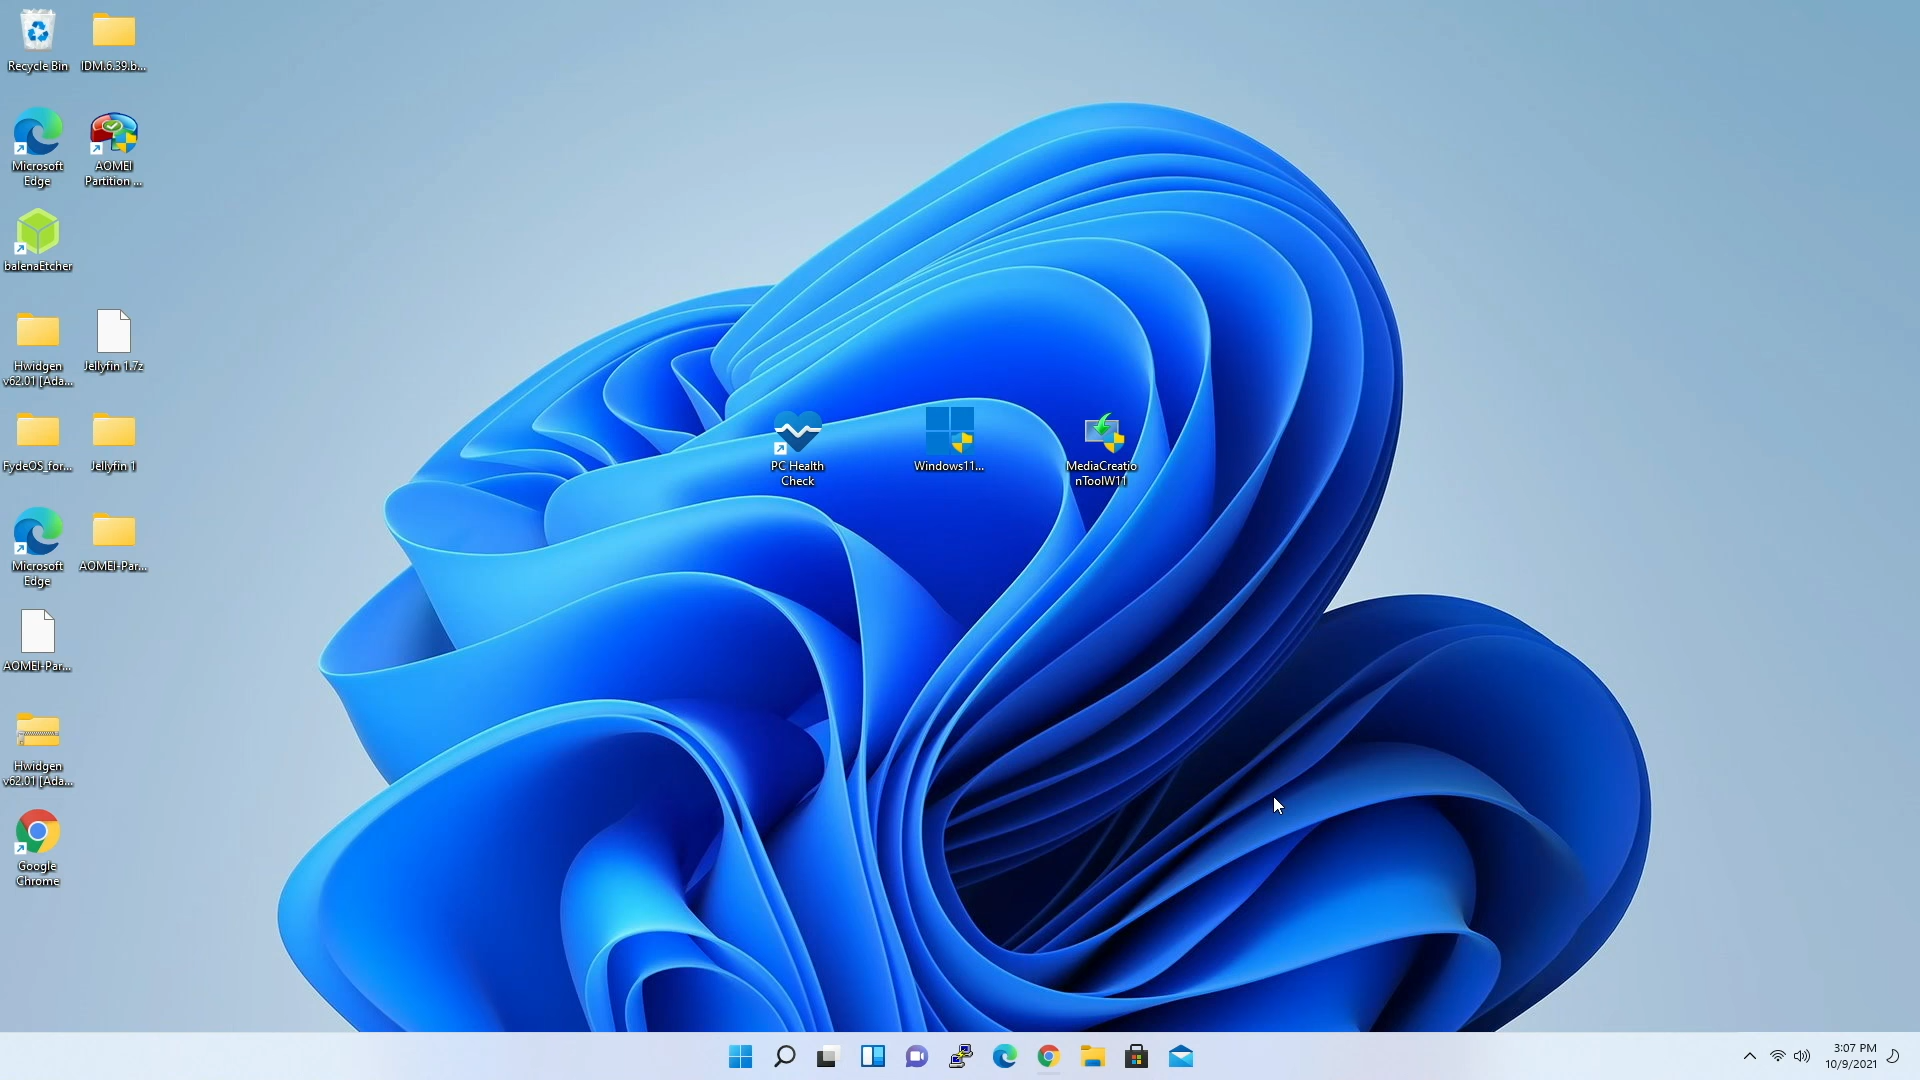 Recycle Bin
IDM.6.39.b...
Microsoft
Edge
AOMEI
Partition ...
balenaEtcher
Hwidgen
v62.01 [Ada...
Jellyfin 1.7z
FydeOS_for...
Jellyfin 1
Microsoft
Edge
AOMEI-Par...
AOMEI-Par...
Hwidgen
v62.01 [Ada...
Google
Chrome
PC Health
Check
Windows11...
MediaCreatio
nToolW11
3:07 PM
10/9/2021